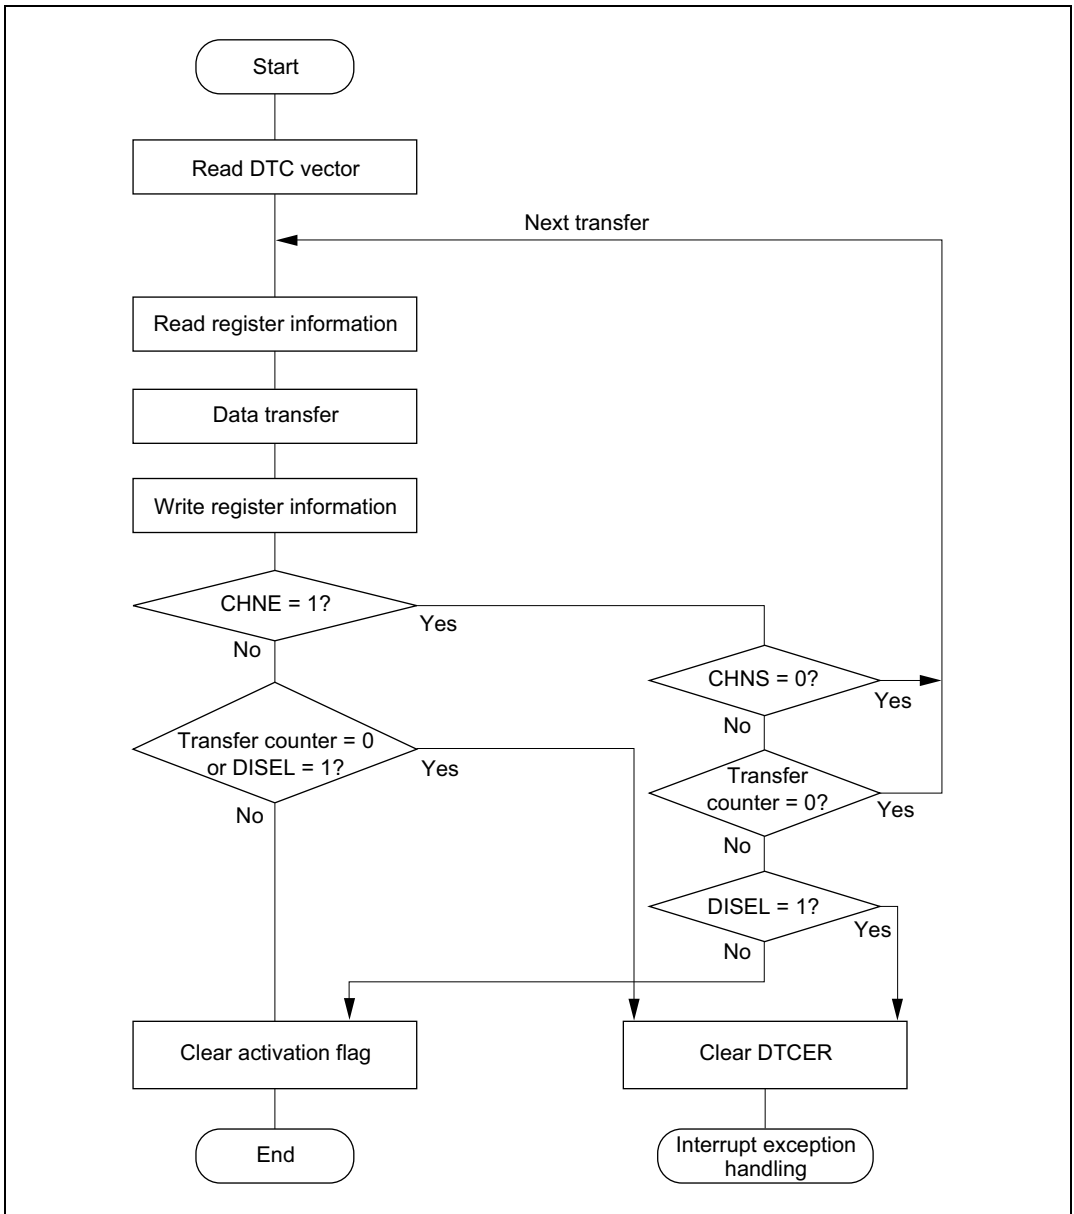 Start
Read DTC vector
Next transfer
Read register information
Data transfer
Write register information
CHNE = 1?
Yes
No
CHNS = 0?
Yes
No
Transfer counter = 0
or DISEL = 1?
Yes
No
Transfer
counter = 0?
Yes
No
DISEL = 1?
Yes
No
Clear activation flag
Clear DTCER
End
Interrupt exception
handling